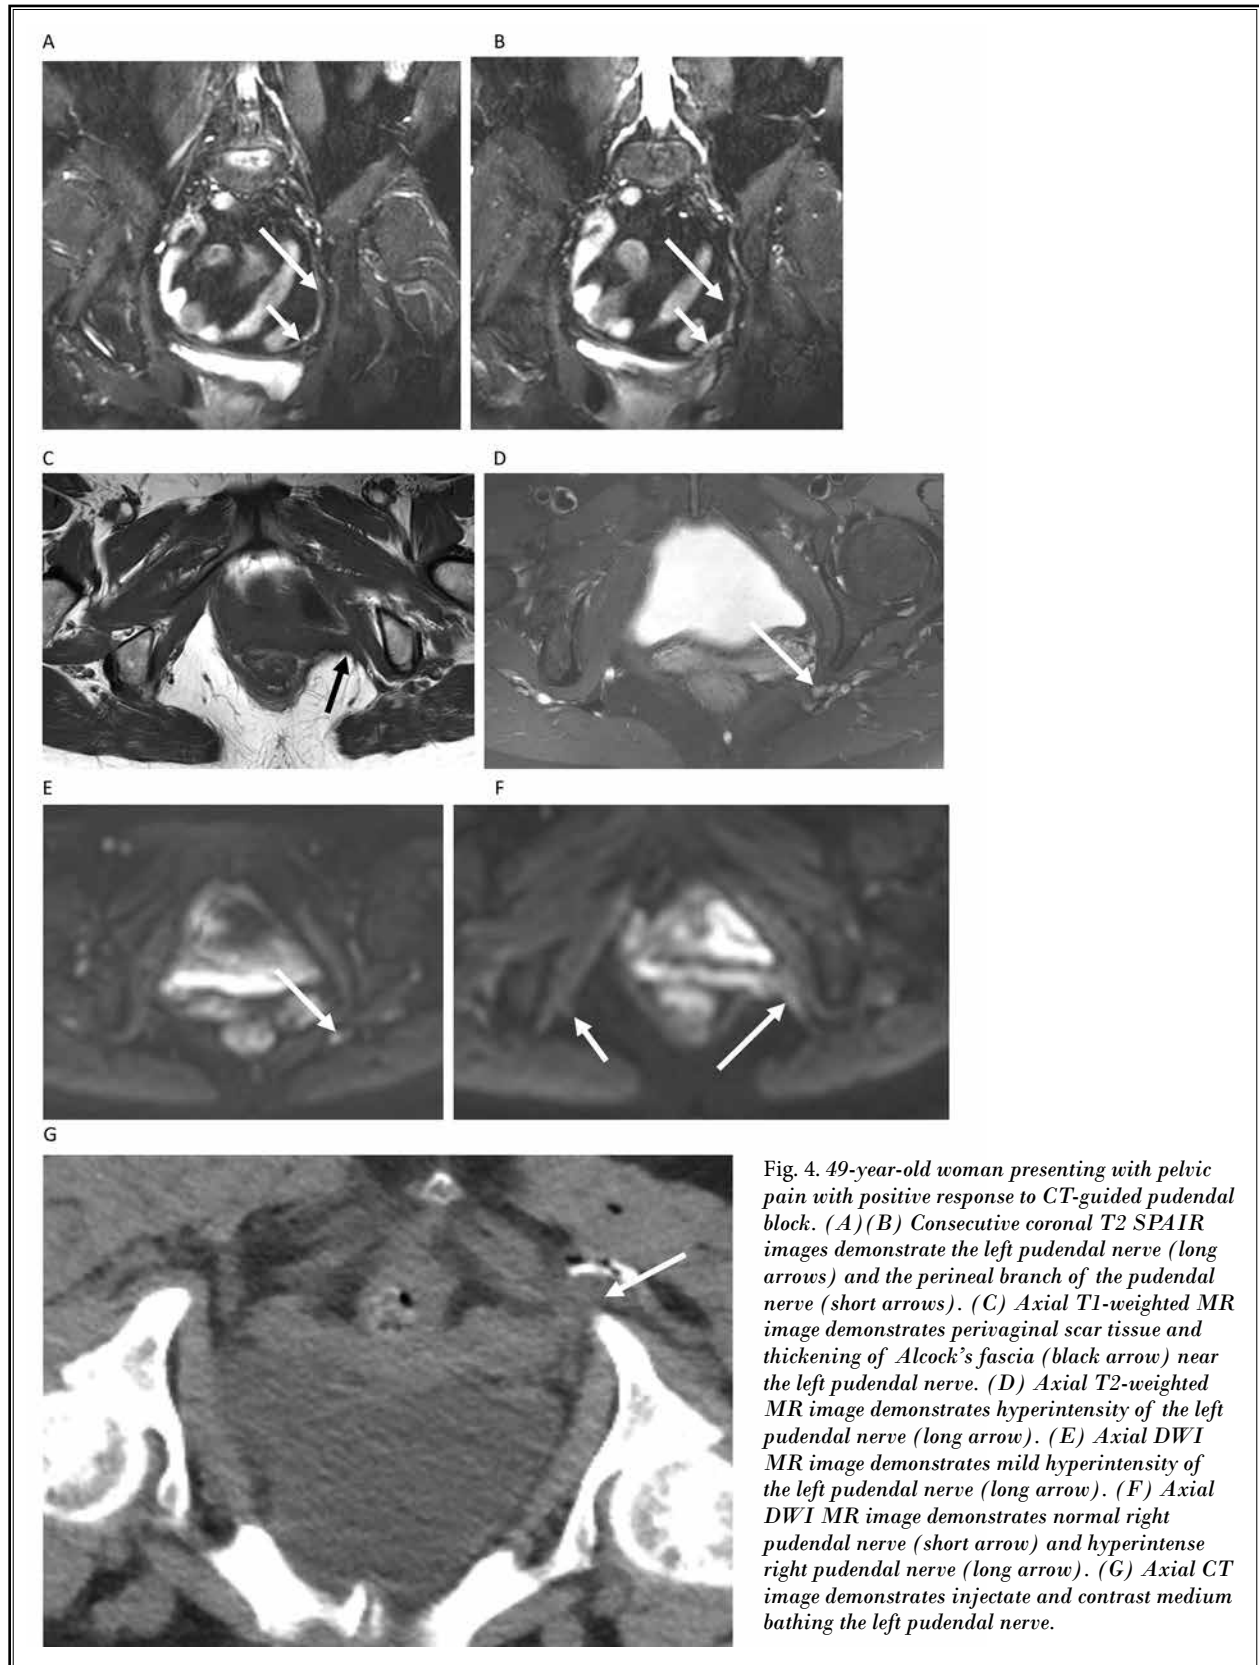 A
B
C
D
E
F
G
Fig. 4. 49-year-old woman presenting with pelvic
pain with positive response to CT-guided pudendal
block. (A)(B) Consecutive coronal T2 SPAIR
images demonstrate the left pudendal nerve (long
arrows) and the perineal branch of the pudendal
nerve (short arrows). (C) Axial T1-weighted MR
image demonstrates perivaginal scar tissue and
thickening of Alcock's fascia (black arrow) near
the left pudendal nerve. (D) Axial T2-weighted
MR image demonstrates hyperintensity of the left
pudendal nerve (long arrow). (E) Axial DWI
MR image demonstrates mild hyperintensity of
the left pudendal nerve (long arrow). (F) Axial
DWI MR image demonstrates normal right
pudendal nerve (short arrow) and hyperintense
right pudendal nerve (long arrow). (G) Axial CT
image demonstrates injectate and contrast medium
bathing the left pudendal nerve.